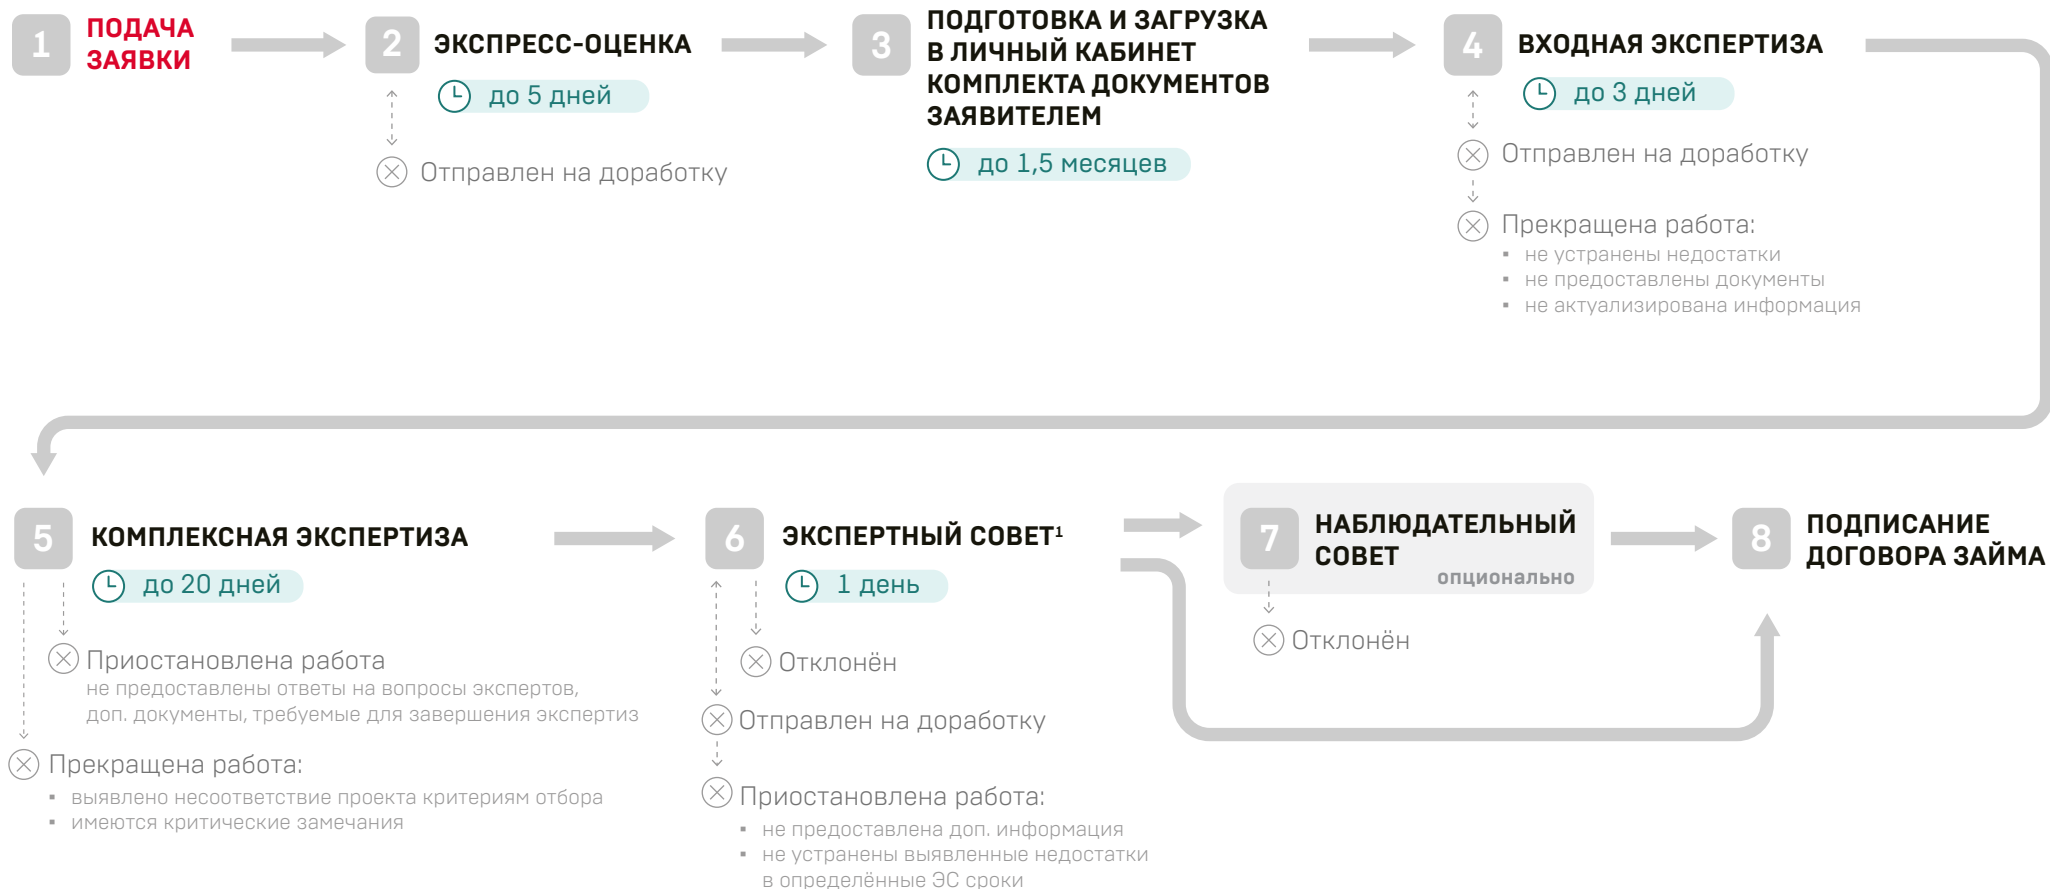 1
ПОДАЧА
ЗАЯВКИ
2
ЭКСПРЕСС-ОЦЕНКА
до 5 дней
Отправлен на доработку
3
ПОДГОТОВКА И ЗАГРУЗКА
В ЛИЧНЫЙ КАБИНЕТ
КОМПЛЕКТА ДОКУМЕНТОВ
ЗАЯВИТЕЛЕМ
до 1,5 месяцев
4
ВХОДНАЯ ЭКСПЕРТИЗА
до 3 дней
Отправлен на доработку
Прекращена работа:
▪ не устранены недостатки
▪ не предоставлены документы
▪ не актуализирована информация
5
КОМПЛЕКСНАЯ ЭКСПЕРТИЗА
до 20 дней
Приостановлена работа
не предоставлены ответы на вопросы экспертов,
доп. документы, требуемые для завершения экспертиз
Прекращена работа:
▪ выявлено несоответствие проекта критериям отбора
▪ имеются критические замечания
6
ЭКСПЕРТНЫЙ СОВЕТ¹
1 день
Отклонён
Отправлен на доработку
Приостановлена работа:
▪ не предоставлена доп. информация
▪ не устранены выявленные недостатки
в определённые ЭС сроки
7
НАБЛЮДАТЕЛЬНЫЙ
СОВЕТ
опционально
Отклонён
8
ПОДПИСАНИЕ
ДОГОВОРА ЗАЙМА